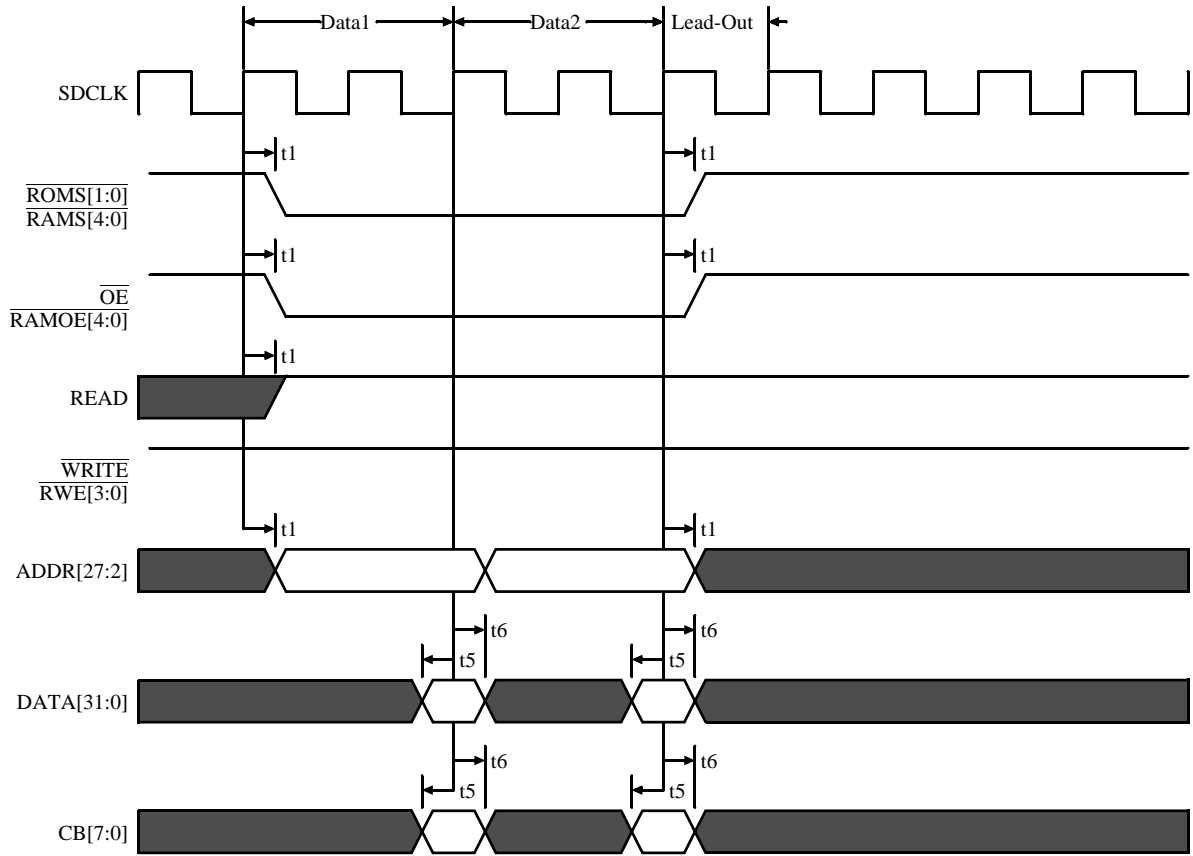 Data1 Data2 Lead-Out
SDCLK
t1 t1
ROMS[1:0]
RAMS[4:0]
t1 t1
OE
RAMOE[4:0]
t1
READ
WRITE
RWE[3:0]
t1 t1
ADDR[27:2]
t6 t6
t5 t5
DATA[31:0]
t6 t6
t5 t5
CB[7:0]